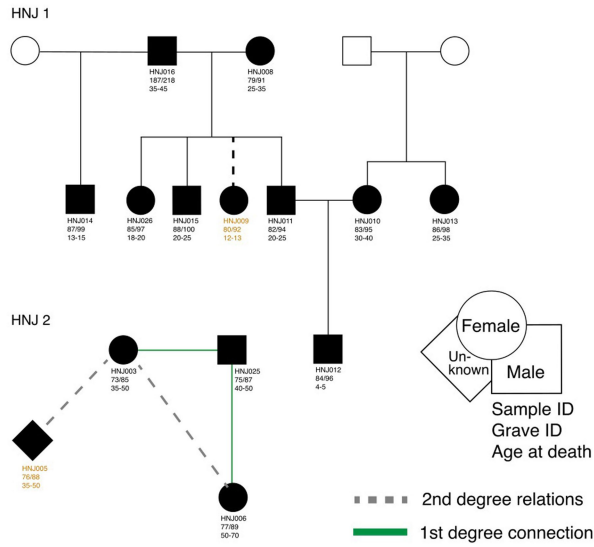 HNJ 1
HNJ016
187/218
35-45
HNJ008
79/91
25-35
HNJ014
87/99
13-15
HNJ026
85/97
18-20
HNJ015
88/100
20-25
HNJ009
80/92
12-13
HNJ011
82/94
20-25
HNJ010
83/95
30-40
HNJ013
86/98
25-35
HNJ 2
HNJ003
73/85
35-50
HNJ025
75/87
40-50
HNJ012
84/96
4-5
HNJ005
76/88
35-50
HNJ006
77/89
50-70
Female
Un-
known
Male
Sample ID
Grave ID
Age at death
2nd degree relations
1st degree connection